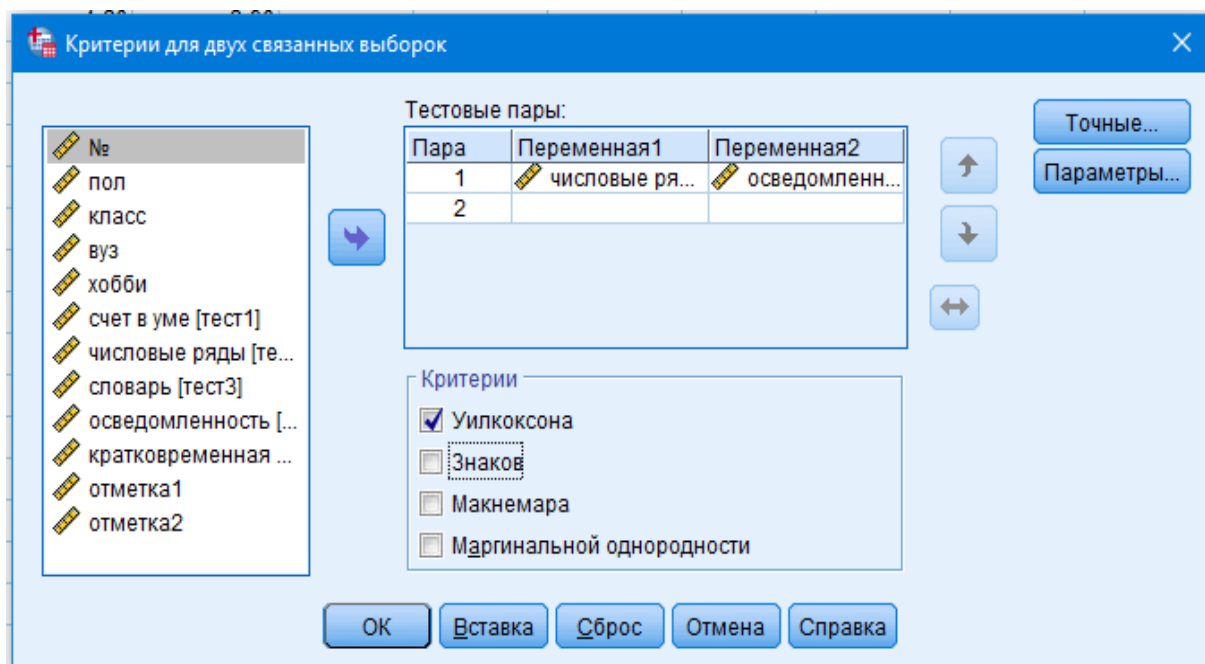 Критерии для двух связанных выборок
№
пол
класс
вуз
хобби
счет в уме [тест1]
числовые ряды [те...
словарь [тест3]
осведомленность [...
кратковременная ...
отметка1
отметка2
Тестовые пары:
Пара Переменная1 Переменная2
1 числовые ря... осведомленн...
2
Критерии
Уилкоксона
Знаков
Макнемара
Маргинальной однородности
Точные...
Параметры...
ОК Вставка Сброс Отмена Справка